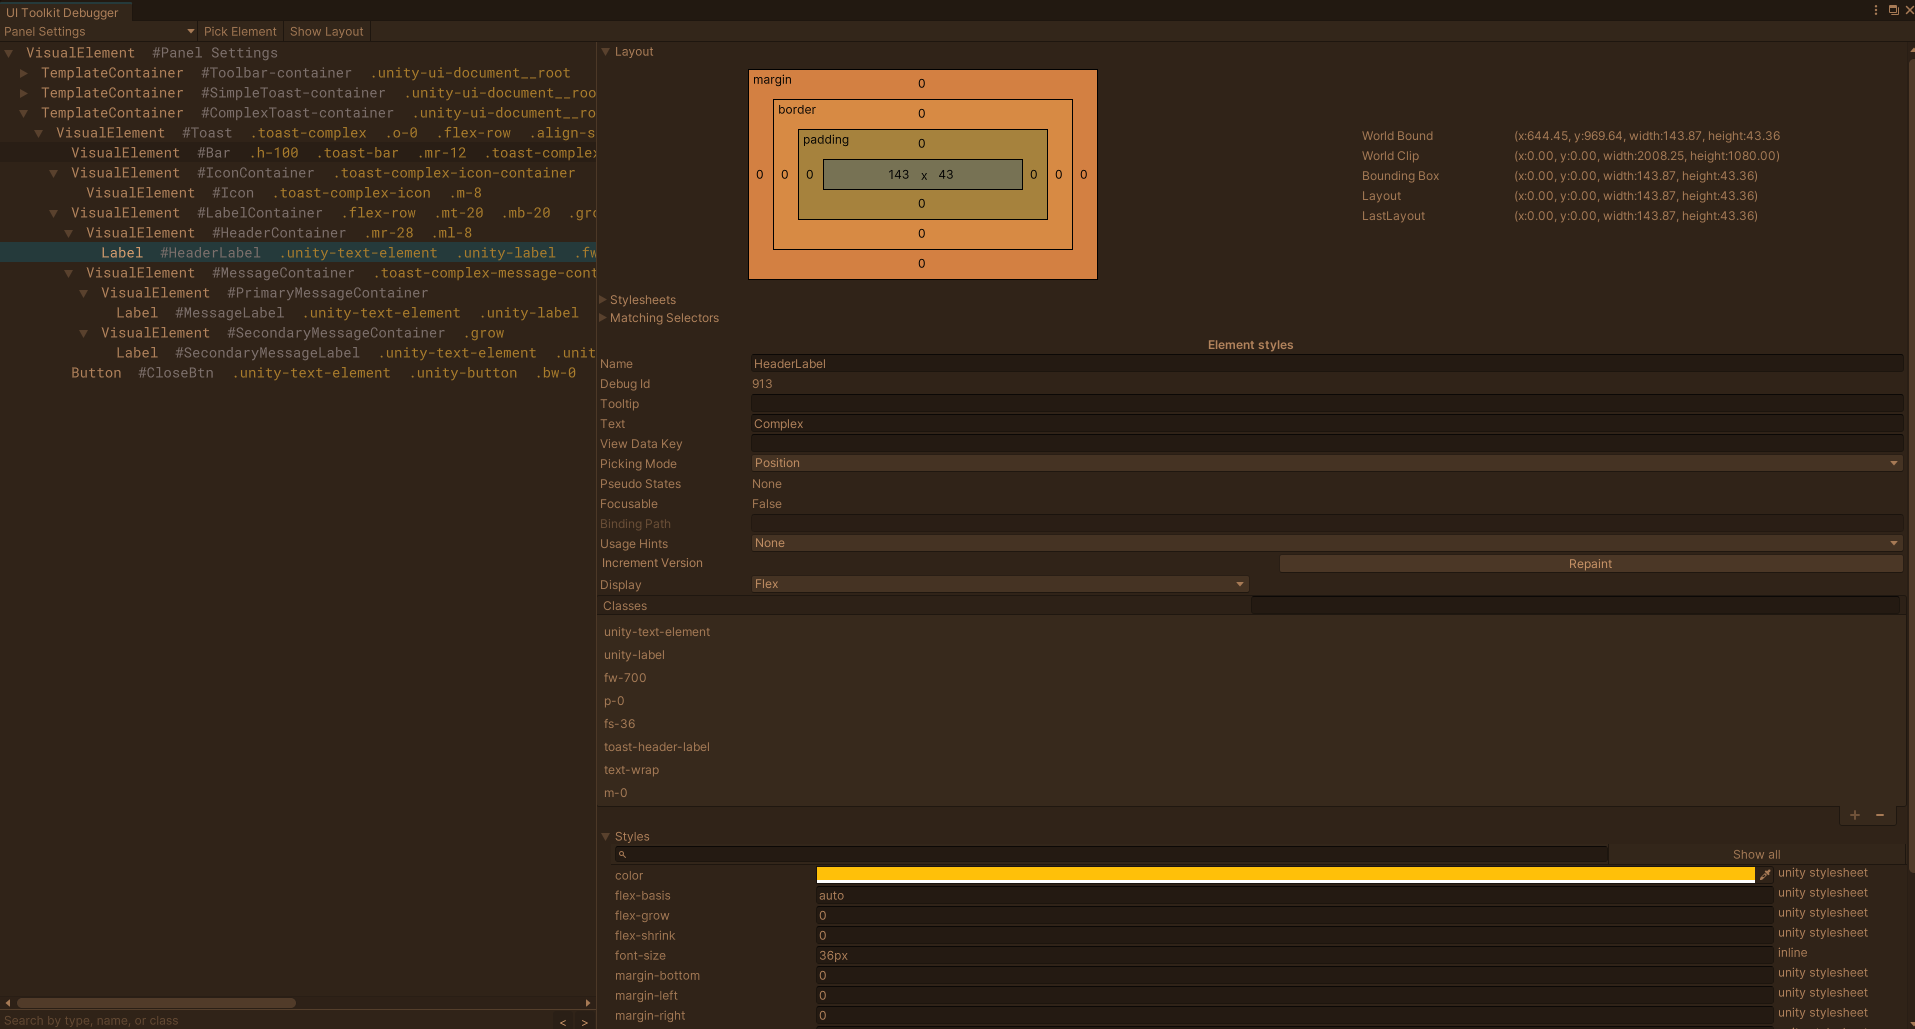 UI Toolkit Debugger
Panel Settings Pick Element Show Layout
VisualElement #Panel Settings
TemplateContainer #Toolbar-container .unity-ui-document__root
TemplateContainer #SimpleToast-container .unity-ui-document__roo
TemplateContainer #ComplexToast-container .unity-ui-document__ro
VisualElement #Toast .toast-complex .o-0 .flex-row .align-s
VisualElement #Bar .h-100 .toast-bar .mr-12 .toast-complex
VisualElement #IconContainer .toast-complex-icon-container
VisualElement #Icon .toast-complex-icon .m-8
VisualElement #LabelContainer .flex-row .mt-20 .mb-20 .gro
VisualElement #HeaderContainer .mr-28 .ml-8
Label #HeaderLabel .unity-text-element .unity-label .fw
VisualElement #MessageContainer .toast-complex-message-cont
VisualElement #PrimaryMessageContainer
Label #MessageLabel .unity-text-element .unity-label
VisualElement #SecondaryMessageContainer .grow
Label #SecondaryMessageLabel .unity-text-element .unit
Button #CloseBtn .unity-text-element .unity-button .bw-0
Search by type, name, or class < >
Layout
margin 0
border 0
padding 0
0 0 0 143 x 43 0 0 0
0
0
0
World Bound (x:644.45, y:969.64, width:143.87, height:43.36
World Clip (x:0.00, y:0.00, width:2008.25, height:1080.00)
Bounding Box (x:0.00, y:0.00, width:143.87, height:43.36)
Layout (x:0.00, y:0.00, width:143.87, height:43.36)
LastLayout (x:0.00, y:0.00, width:143.87, height:43.36)
Stylesheets
Matching Selectors
Element styles
Name HeaderLabel
Debug Id 913
Tooltip
Text Complex
View Data Key
Picking Mode Position
Pseudo States None
Focusable False
Binding Path
Usage Hints None
Increment Version Repaint
Display Flex
Classes
unity-text-element
unity-label
fw-700
p-0
fs-36
toast-header-label
text-wrap
m-0
+ −
Styles
Show all
color unity stylesheet
flex-basis auto unity stylesheet
flex-grow 0 unity stylesheet
flex-shrink 0 unity stylesheet
font-size 36px inline
margin-bottom 0 unity stylesheet
margin-left 0 unity stylesheet
margin-right 0 unity stylesheet